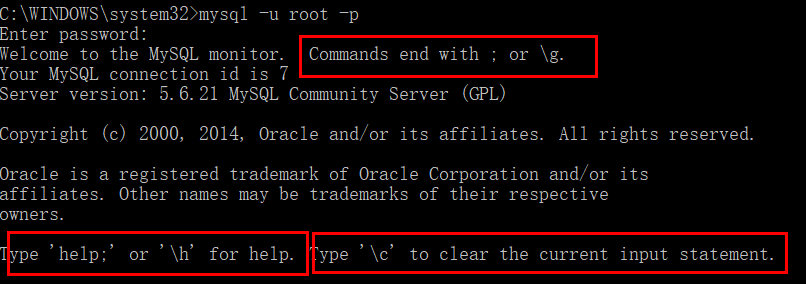 C:\WINDOWS\system32>mysql -u root -p
Enter password:
Welcome to the MySQL monitor.  Commands end with ; or \g.
Your MySQL connection id is 7
Server version: 5.6.21 MySQL Community Server (GPL)
Copyright (c) 2000, 2014, Oracle and/or its affiliates. All rights reserved.
Oracle is a registered trademark of Oracle Corporation and/or its
affiliates. Other names may be trademarks of their respective
owners.
Type 'help;' or '\h' for help. Type '\c' to clear the current input statement.